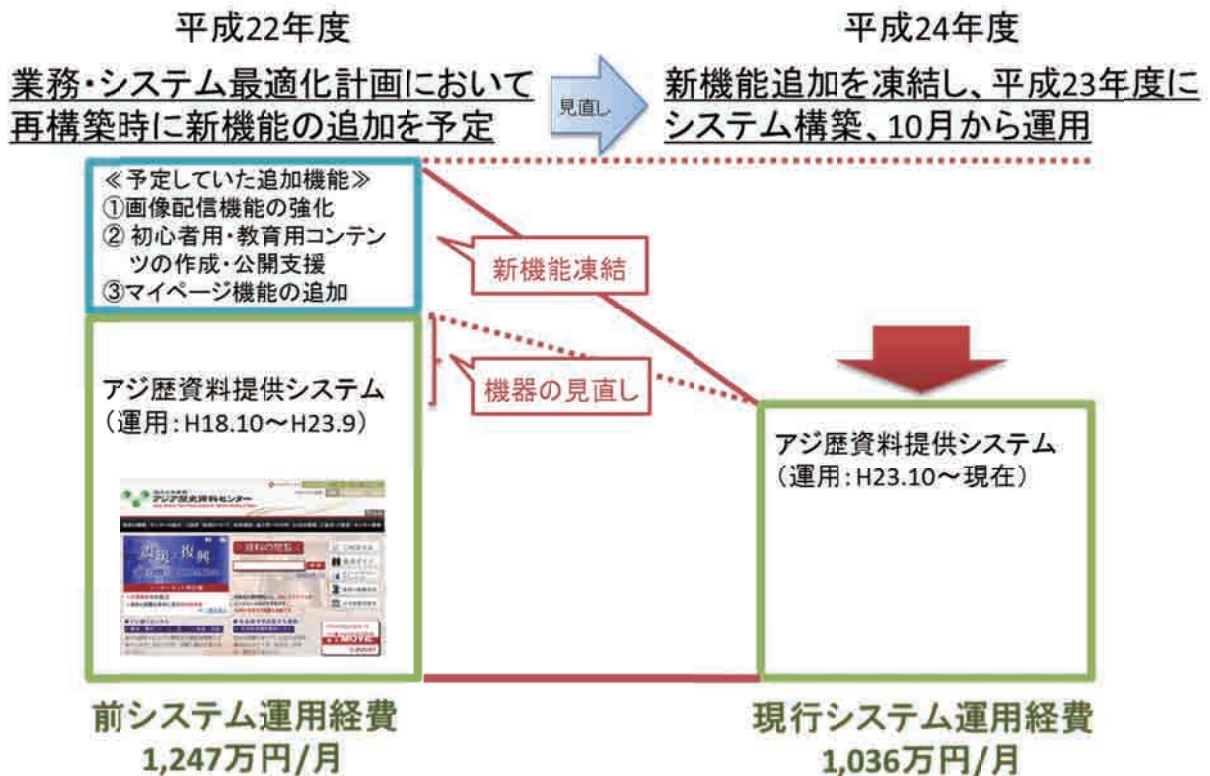 平成22年度
業務・システム最適化計画において
再構築時に新機能の追加を予定
見直し
平成24年度
新機能追加を凍結し、平成23年度に
システム構築、10月から運用
≪予定していた追加機能≫
①画像配信機能の強化
② 初心者用・教育用コンテン
ツの作成・公開支援
③マイページ機能の追加
新機能凍結
機器の見直し
アジ歴資料提供システム
（運用：H18.10～H23.9）
アジア歴史資料センター
資料の閲覧
アジ歴資料提供システム
（運用：H23.10～現在）
前システム運用経費
1,247万円/月
現行システム運用経費
1,036万円/月